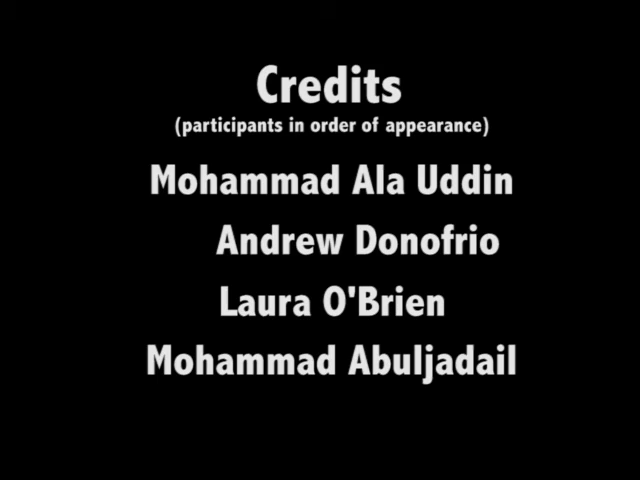 Credits
(participants in order of appearance)
Mohammad Ala Uddin
Andrew Donofrio
Laura O'Brien
Mohammad Abuljadail